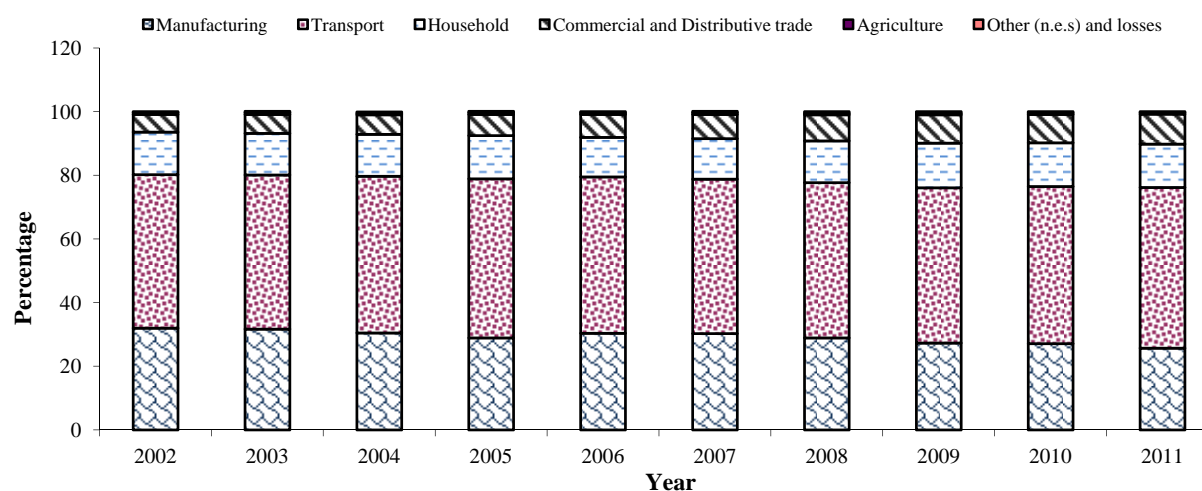 Manufacturing Transport Household Commercial and Distributive trade Agriculture Other (n.e.s) and losses
120
100
80
60
40
20
0
Percentage
2002 2003 2004 2005 2006 2007 2008 2009 2010 2011
Year